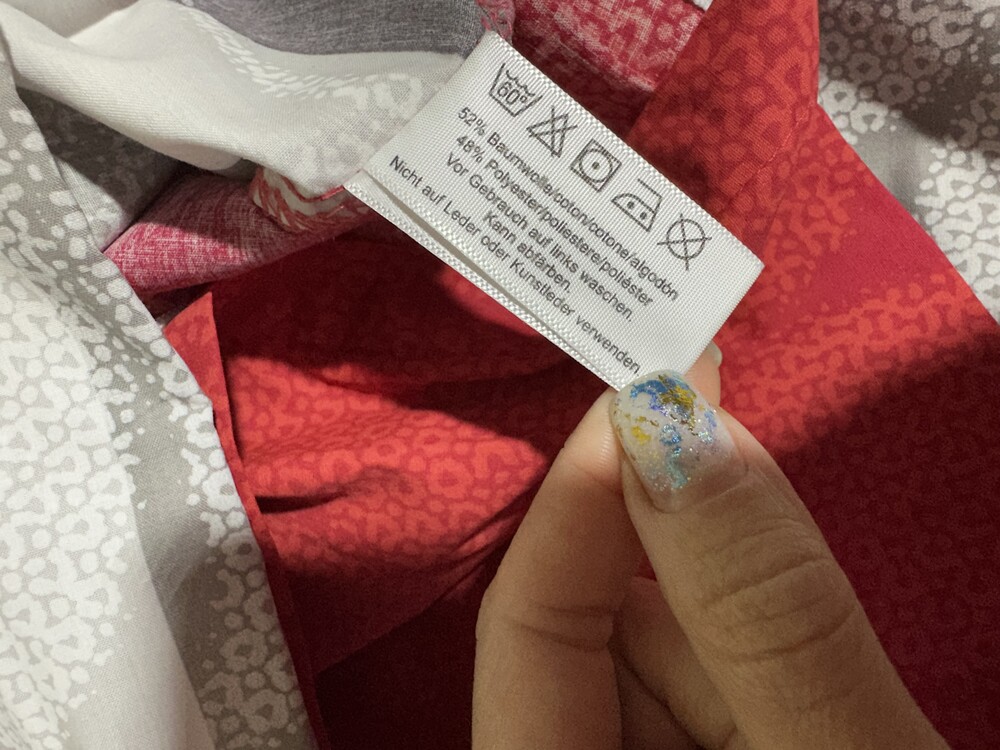 60°
52% Baumwolle/coton/cotone/algodón
48% Polyester/poliestere/poliéster
Vor Gebrauch auf links waschen.
Kann abfärben.
Nicht auf Leder oder Kunstleder verwenden